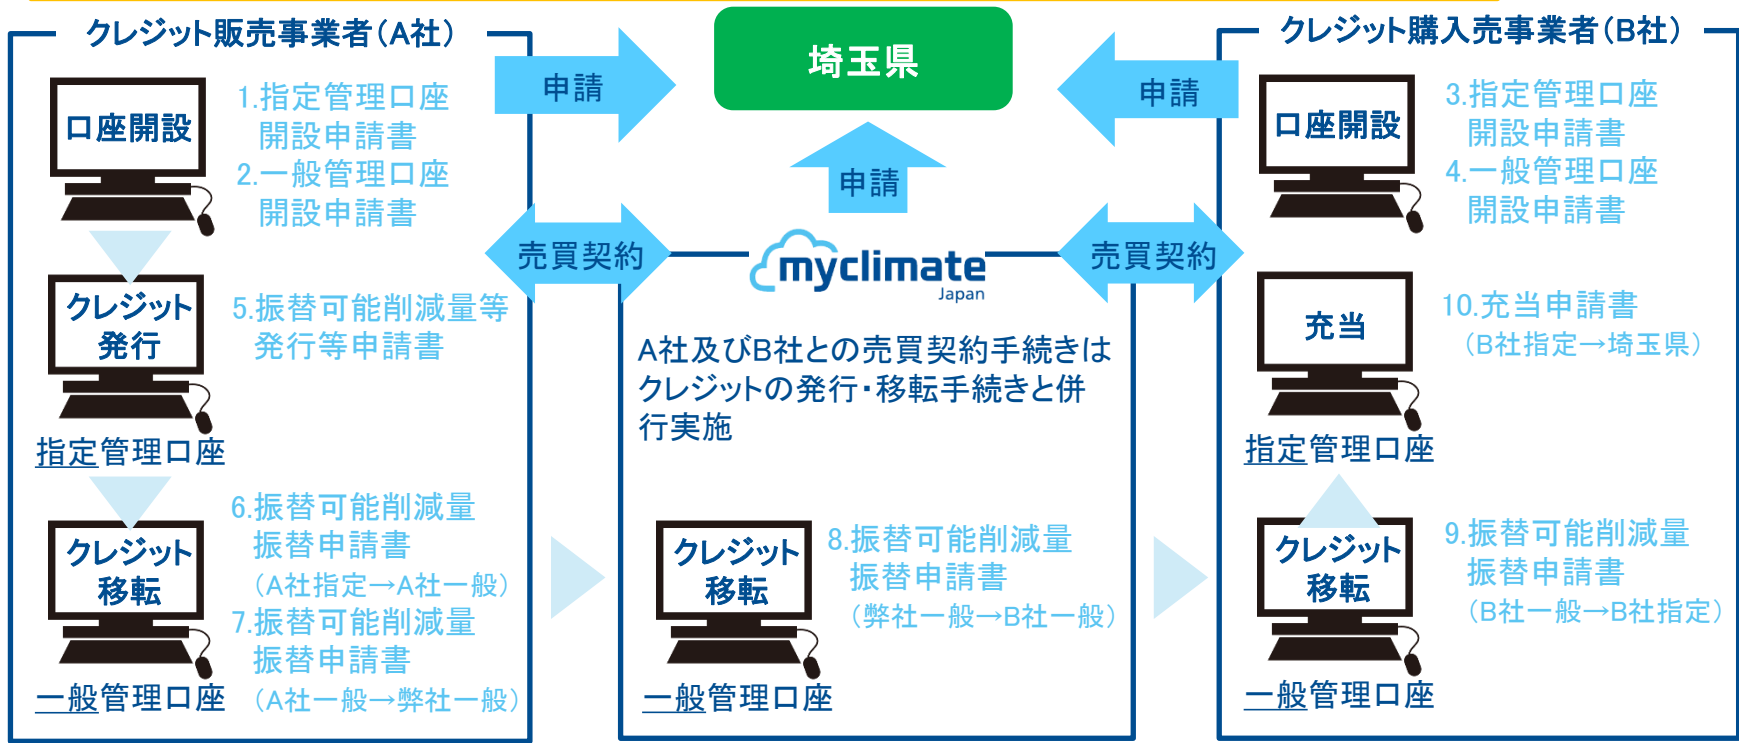 クレジット販売事業者(A社)
口座開設
1.指定管理口座
開設申請書
2.一般管理口座
開設申請書
クレジット
発行
5.振替可能削減量等
発行等申請書
指定管理口座
クレジット
移転
6.振替可能削減量
振替申請書
(A社指定→A社一般)
7.振替可能削減量
振替申請書
(A社一般→弊社一般)
一般管理口座
申請
埼玉県
申請
申請
売買契約
myclimate
Japan
売買契約
A社及びB社との売買契約手続きは
クレジットの発行・移転手続きと併
行実施
クレジット
移転
8.振替可能削減量
振替申請書
(弊社一般→B社一般)
一般管理口座
クレジット購入売事業者(B社)
口座開設
3.指定管理口座
開設申請書
4.一般管理口座
開設申請書
充当
10.充当申請書
(B社指定→埼玉県)
指定管理口座
クレジット
移転
9.振替可能削減量
振替申請書
(B社一般→B社指定)
一般管理口座